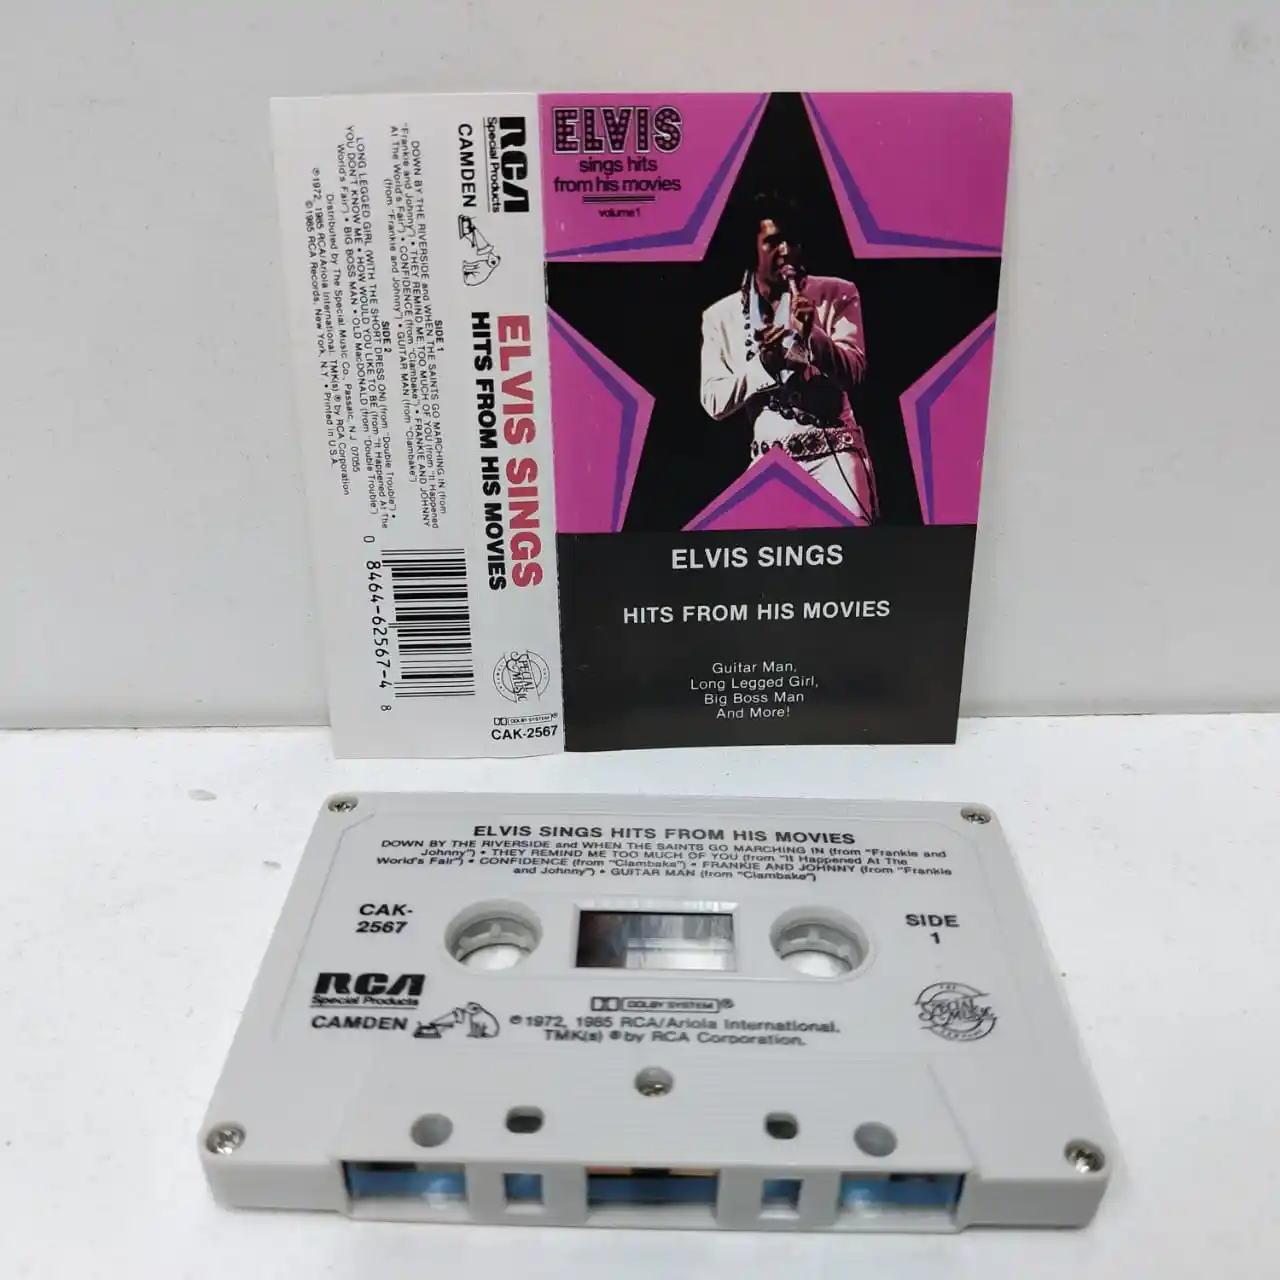 ELVIS
sings hits
from his movies
volume 1
ELVIS SINGS
HITS FROM HIS MOVIES
Guitar Man,
Long Legged Girl,
Big Boss Man
And More!
RCA
Special Products
CAMDEN
ELVIS SINGS
HITS FROM HIS MOVIES
THE
SPECIAL
MUSIC
COMPANY
DOLBY SYSTEM®
CAK-2567
SIDE 1
DOWN BY THE RIVERSIDE and WHEN THE SAINTS GO MARCHING IN (from
"Frankie and Johnny") • THEY REMIND ME TOO MUCH OF YOU (from "It Happened
At The World's Fair") • CONFIDENCE (from "Clambake") • FRANKIE AND JOHNNY
(from "Frankie and Johnny") • GUITAR MAN (from "Clambake")
SIDE 2
LONG LEGGED GIRL (WITH THE SHORT DRESS ON) (from "Double Trouble") •
YOU DON'T KNOW ME • HOW WOULD YOU LIKE TO BE (from "It Happened At The
World's Fair") • BIG BOSS MAN • OLD MacDONALD (from "Double Trouble")
Distributed by The Special Music Co., Passaic, N.J. 07055
℗1972, 1985 RCA/Ariola International. TMK(s) ® by RCA Corporation
©1985 RCA Records, New York, N.Y. • Printed in U.S.A.
0 8464-62567-4 8
ELVIS SINGS HITS FROM HIS MOVIES
DOWN BY THE RIVERSIDE and WHEN THE SAINTS GO MARCHING IN (from "Frankie and
Johnny") • THEY REMIND ME TOO MUCH OF YOU (from "It Happened At The
World's Fair") • CONFIDENCE (from "Clambake") • FRANKIE AND JOHNNY (from "Frankie
and Johnny") • GUITAR MAN (from "Clambake")
CAK-
2567
SIDE
1
RCA
Special Products
CAMDEN
DOLBY SYSTEM®
℗1972, 1985 RCA/Ariola International.
TMK(s) ® by RCA Corporation.
THE
SPECIAL
MUSIC
COMPANY